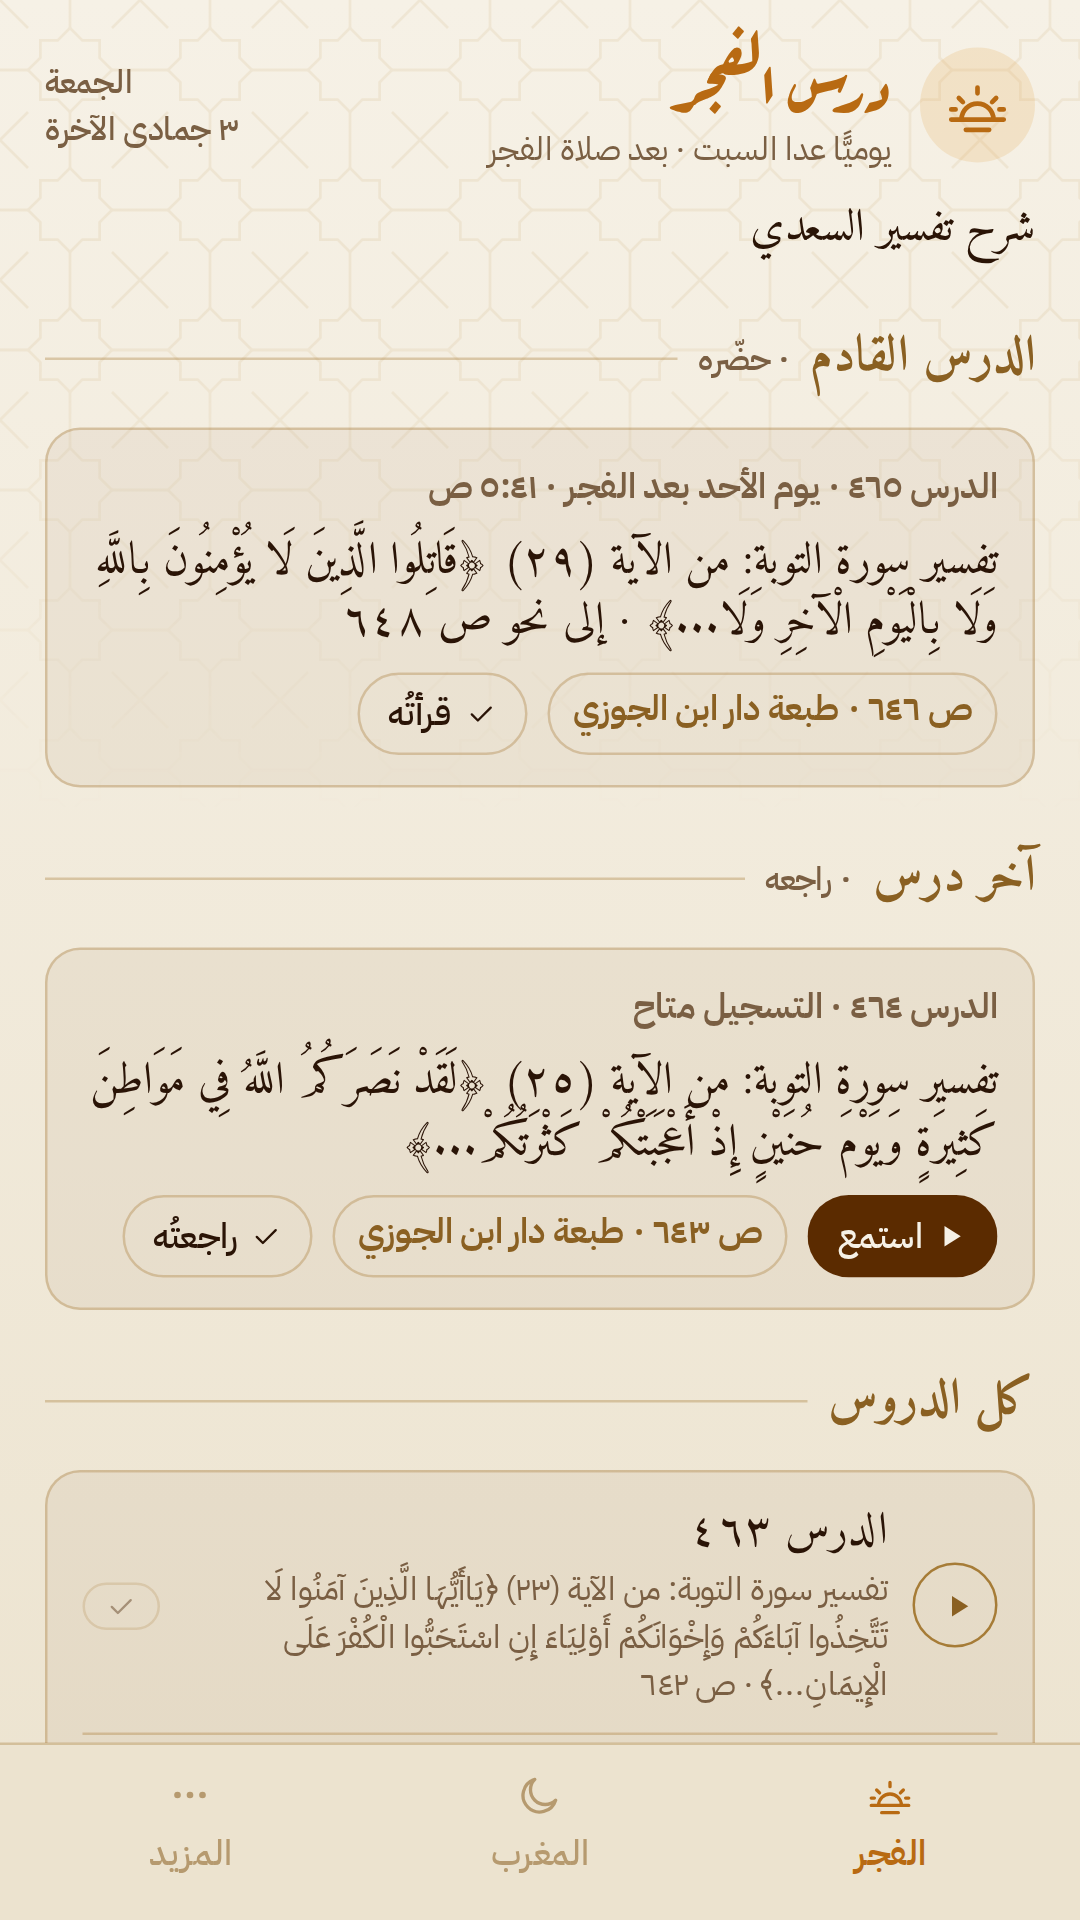 درس الفجر
يوميًّا عدا السبت · بعد صلاة الفجر
الجمعة
٣ جمادى الآخرة
شرح تفسير السعدي
الدرس القادم · حضّره
الدرس ٤٦٥ · يوم الأحد بعد الفجر · ٥:٤١ ص
تفسير سورة التوبة: من الآية (٢٩) ﴿قَاتِلُوا الَّذِينَ لَا يُؤْمِنُونَ بِاللَّهِ
وَلَا بِالْيَوْمِ الْآخِرِ وَلَا...﴾ · إلى نحو ص ٦٤٨
ص ٦٤٦ · طبعة دار ابن الجوزي
✓ قرأتُه
آخر درس · راجعه
الدرس ٤٦٤ · التسجيل متاح
تفسير سورة التوبة: من الآية (٢٥) ﴿لَقَدْ نَصَرَكُمُ اللَّهُ فِي مَوَاطِنَ
كَثِيرَةٍ وَيَوْمَ حُنَيْنٍ إِذْ أَعْجَبَتْكُمْ كَثْرَتُكُمْ...﴾
استمع
ص ٦٤٣ · طبعة دار ابن الجوزي
✓ راجعتُه
كل الدروس
الدرس ٤٦٣
تفسير سورة التوبة: من الآية (٢٣) ﴿يَاأَيُّهَا الَّذِينَ آمَنُوا لَا
تَتَّخِذُوا آبَاءَكُمْ وَإِخْوَانَكُمْ أَوْلِيَاءَ إِنِ اسْتَحَبُّوا الْكُفْرَ عَلَى
الْإِيمَانِ...﴾ · ص ٦٤٢
الفجر
المغرب
المزيد